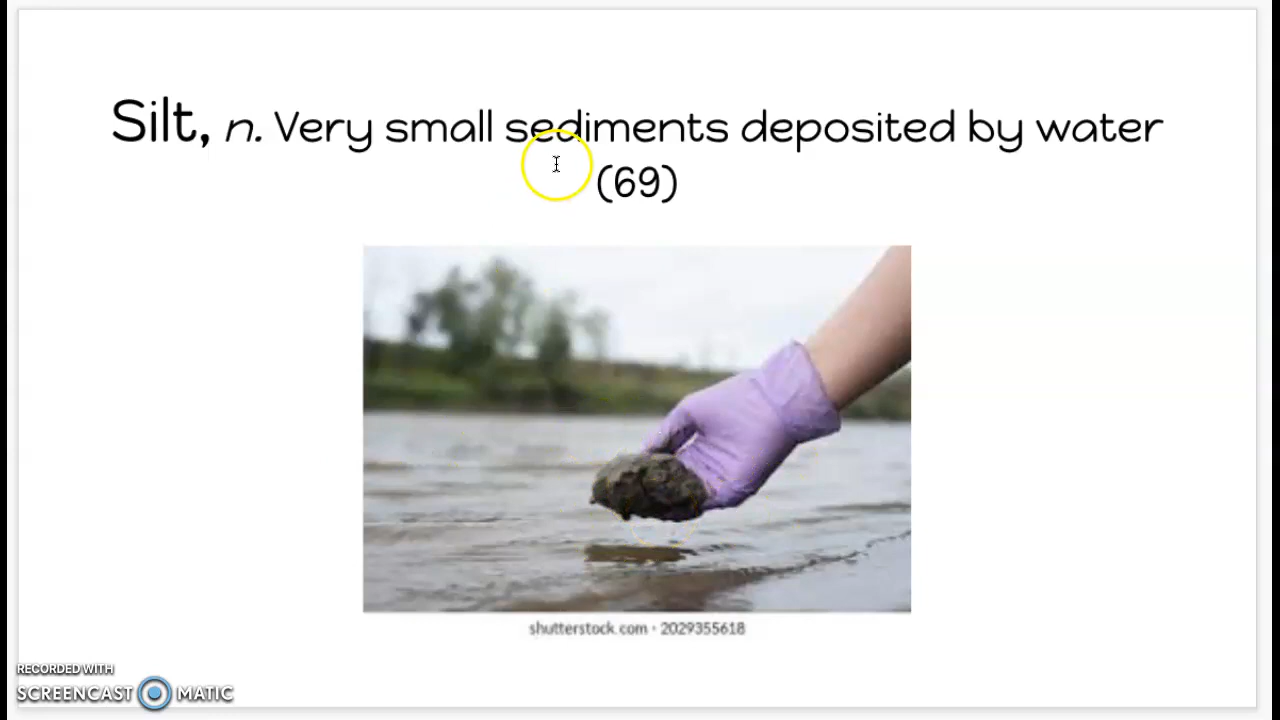 Silt, n. Very small sediments deposited by water
(69)
shutterstock.com · 2029355618
RECORDED WITH
SCREENCAST MATIC